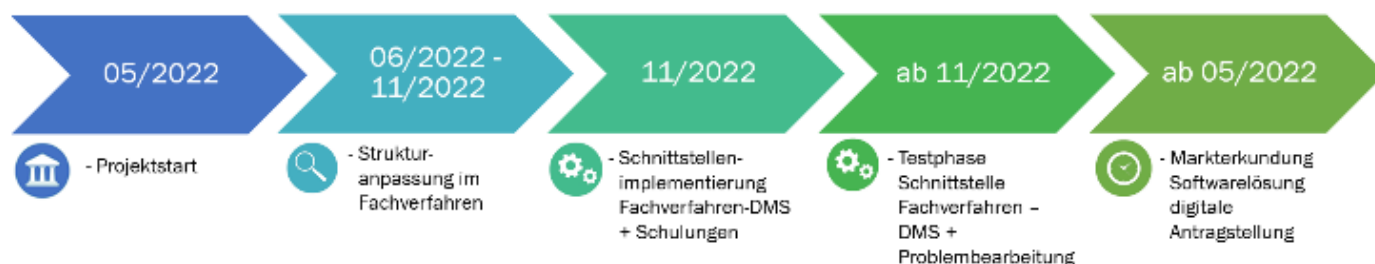 05/2022
06/2022 -
11/2022
11/2022
ab 11/2022
ab 05/2022
- Projektstart
- Struktur-
anpassung im
Fachverfahren
- Schnittstellen-
implementierung
Fachverfahren-DMS
+ Schulungen
- Testphase
Schnittstelle
Fachverfahren –
DMS +
Problembearbeitung
- Markterkundung
Softwarelösung
digitale
Antragstellung